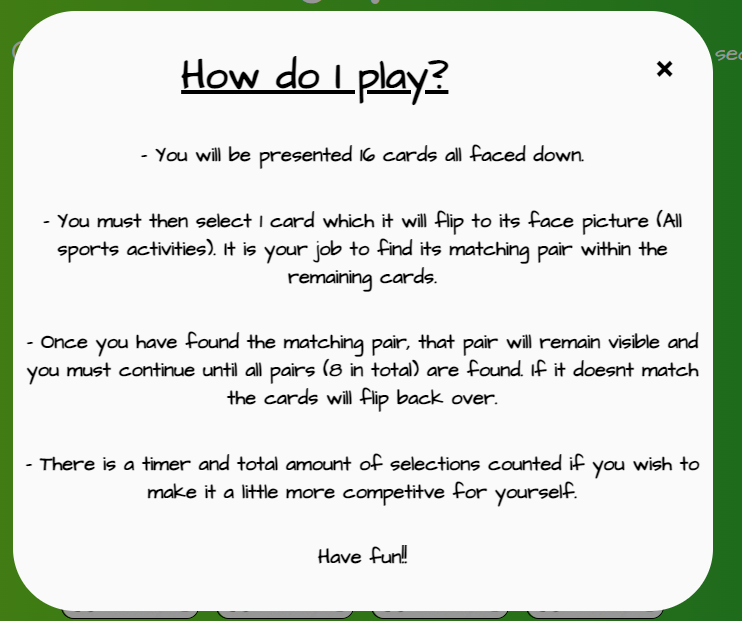 How do I play?
×
- You will be presented 16 cards all faced down.
- You must then select 1 card which it will flip to its face picture (All
sports activities). It is your job to find its matching pair within the
remaining cards.
- Once you have found the matching pair, that pair will remain visible and
you must continue until all pairs (8 in total) are found. If it doesnt match
the cards will flip back over.
- There is a timer and total amount of selections counted if you wish to
make it a little more competitve for yourself.
Have fun!!